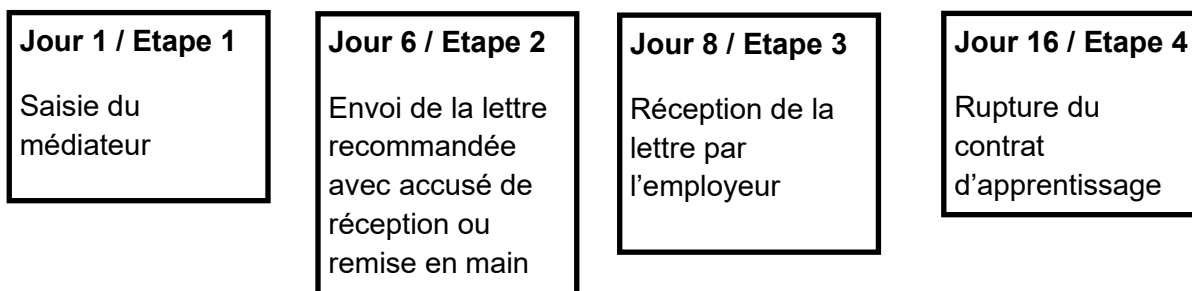 Jour 1 / Etape 1
Saisie du
médiateur
Jour 6 / Etape 2
Envoi de la lettre
recommandée
avec accusé de
réception ou
remise en main
Jour 8 / Etape 3
Réception de la
lettre par
l’employeur
Jour 16 / Etape 4
Rupture du
contrat
d’apprentissage